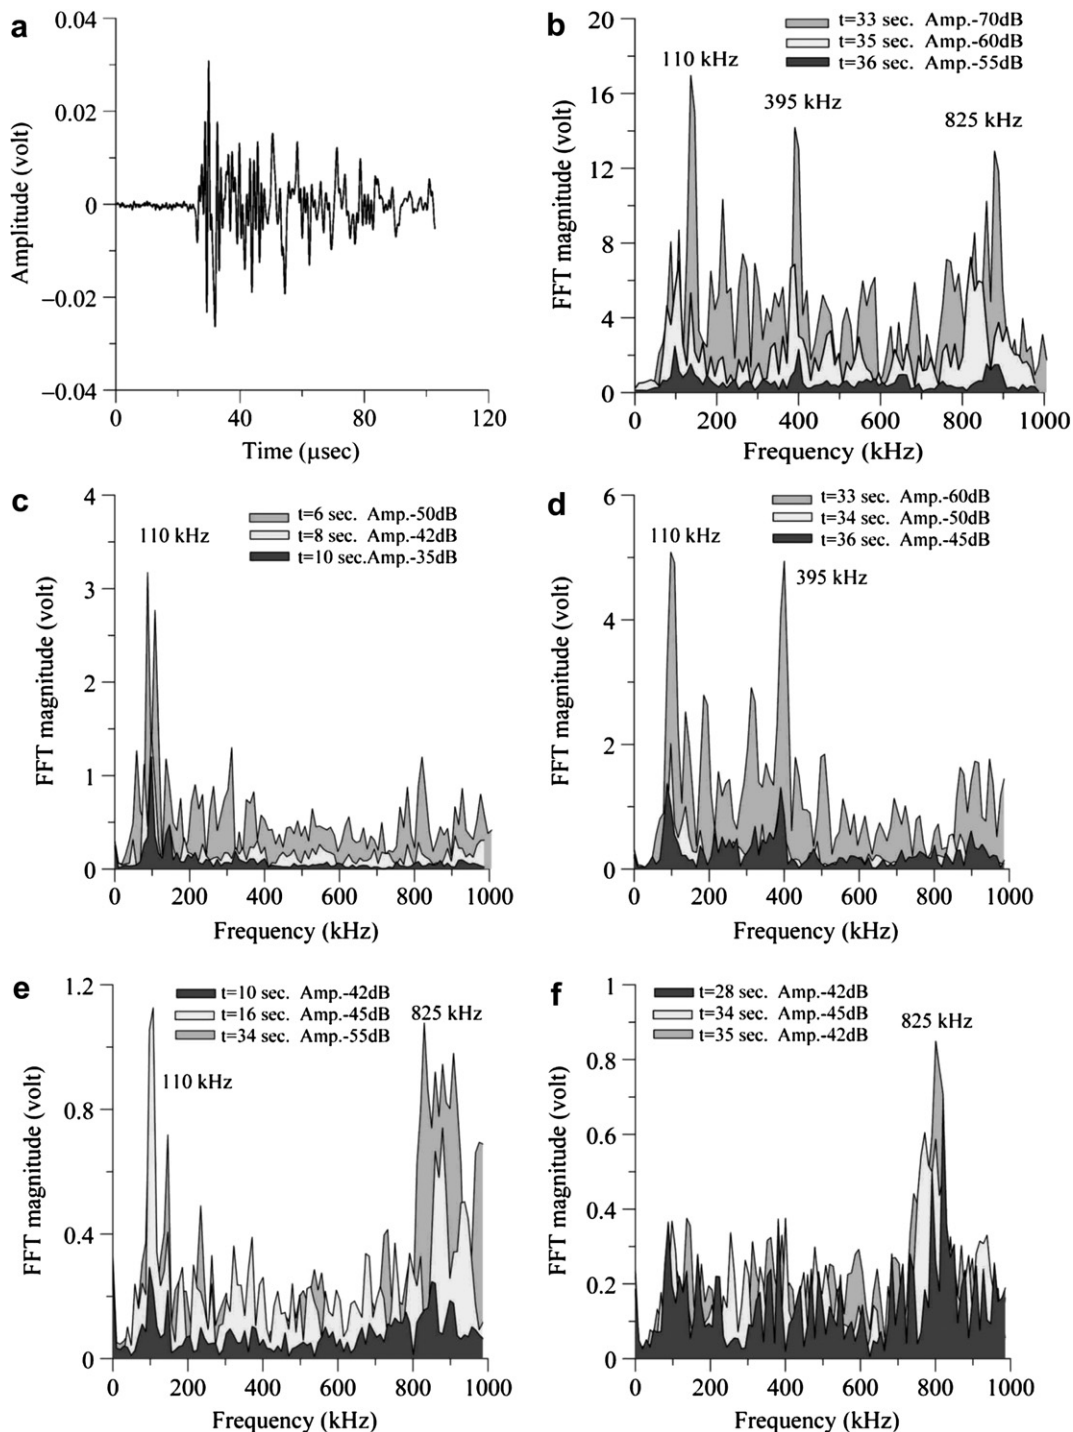 a
0.04
0.02
0
−0.02
−0.04
Amplitude (volt)
0
40
80
120
Time (μsec)
b
t=33 sec. Amp.-70dB
t=35 sec. Amp.-60dB
t=36 sec. Amp.-55dB
110 kHz
395 kHz
825 kHz
20
16
12
8
4
0
FFT magnitude (volt)
0
200
400
600
800
1000
Frequency (kHz)
c
t=6 sec. Amp.-50dB
t=8 sec. Amp.-42dB
t=10 sec.Amp.-35dB
110 kHz
4
3
2
1
0
FFT magnitude (volt)
0
200
400
600
800
1000
Frequency (kHz)
d
t=33 sec. Amp.-60dB
t=34 sec. Amp.-50dB
t=36 sec. Amp.-45dB
110 kHz
395 kHz
6
4
2
0
FFT magnitude (volt)
0
200
400
600
800
1000
Frequency (kHz)
e
t=10 sec. Amp.-42dB
t=16 sec. Amp.-45dB
t=34 sec. Amp.-55dB
825 kHz
110 kHz
1.2
0.8
0.4
0
FFT magnitude (volt)
0
200
400
600
800
1000
Frequency (kHz)
f
t=28 sec. Amp.-42dB
t=34 sec. Amp.-45dB
t=35 sec. Amp.-42dB
825 kHz
1
0.8
0.6
0.4
0.2
0
FFT magnitude (volt)
0
200
400
600
800
1000
Frequency (kHz)